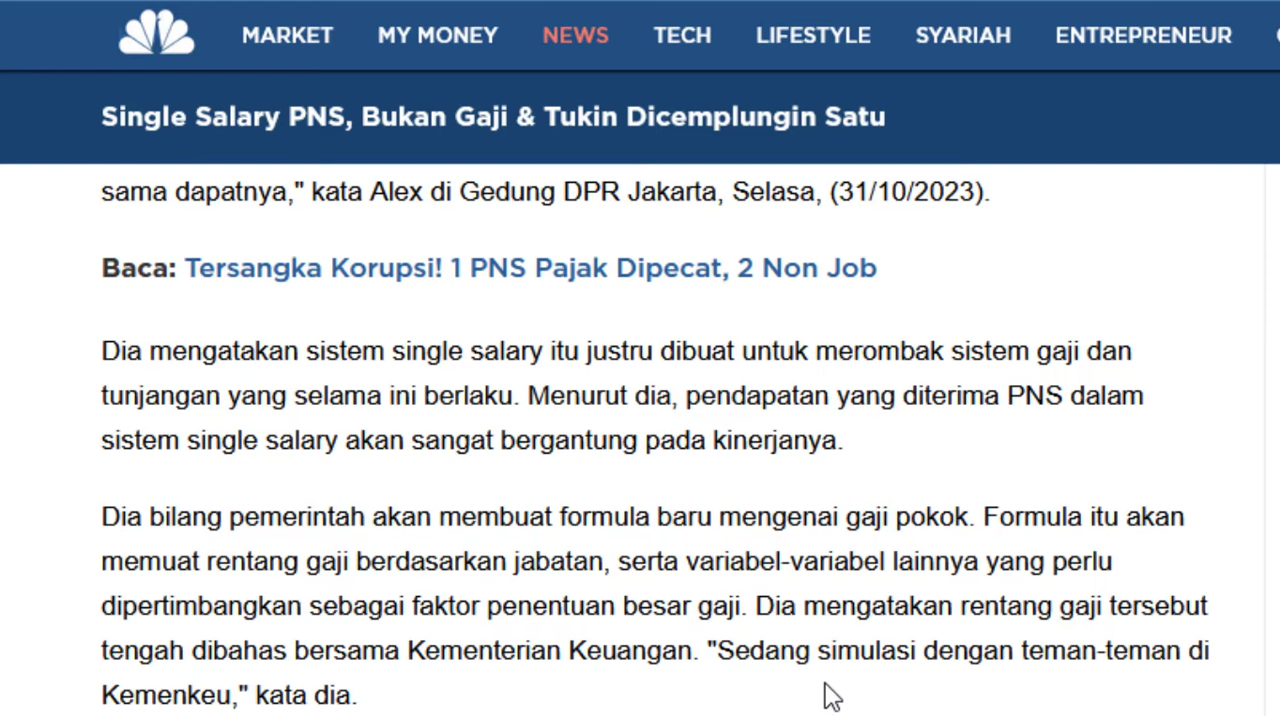 MARKET MY MONEY NEWS TECH LIFESTYLE SYARIAH ENTREPRENEUR
Single Salary PNS, Bukan Gaji & Tukin Dicemplungin Satu
sama dapatnya," kata Alex di Gedung DPR Jakarta, Selasa, (31/10/2023).
Baca: Tersangka Korupsi! 1 PNS Pajak Dipecat, 2 Non Job
Dia mengatakan sistem single salary itu justru dibuat untuk merombak sistem gaji dan
tunjangan yang selama ini berlaku. Menurut dia, pendapatan yang diterima PNS dalam
sistem single salary akan sangat bergantung pada kinerjanya.
Dia bilang pemerintah akan membuat formula baru mengenai gaji pokok. Formula itu akan
memuat rentang gaji berdasarkan jabatan, serta variabel-variabel lainnya yang perlu
dipertimbangkan sebagai faktor penentuan besar gaji. Dia mengatakan rentang gaji tersebut
tengah dibahas bersama Kementerian Keuangan. "Sedang simulasi dengan teman-teman di
Kemenkeu," kata dia.